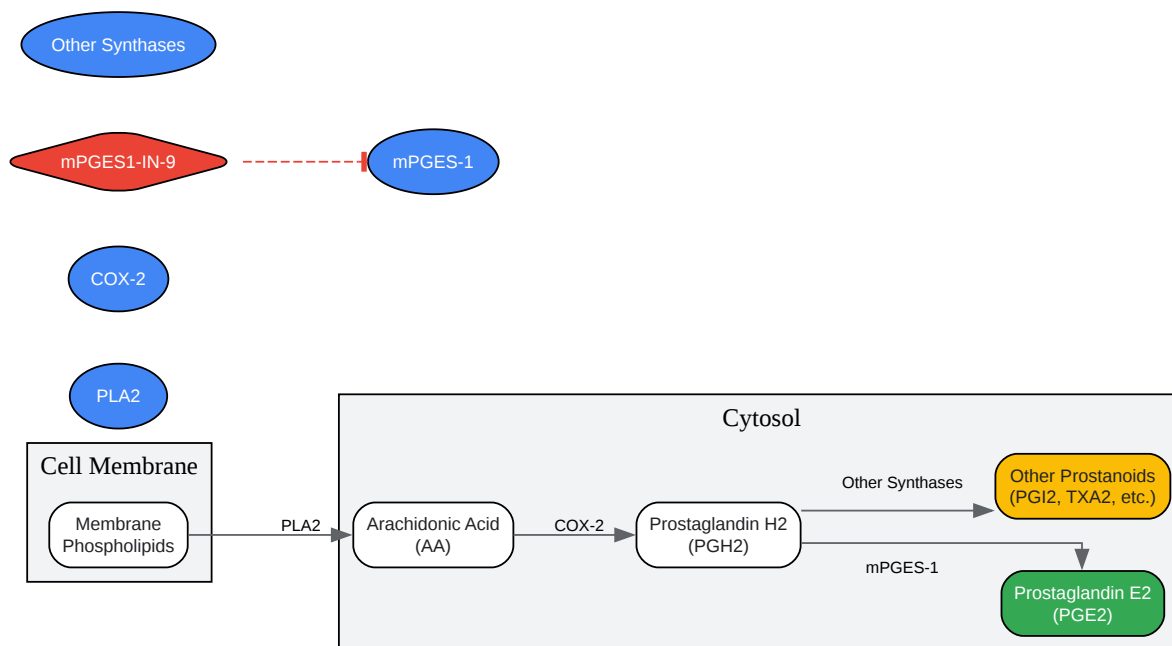 Other Synthases
mPGES1-IN-9
mPGES-1
COX-2
PLA2
Cytosol
Cell Membrane
Membrane
Phospholipids
PLA2
Arachidonic Acid
(AA)
COX-2
Prostaglandin H2
(PGH2)
Other Synthases
Other Prostanoids
(PGI2, TXA2, etc.)
mPGES-1
Prostaglandin E2
(PGE2)